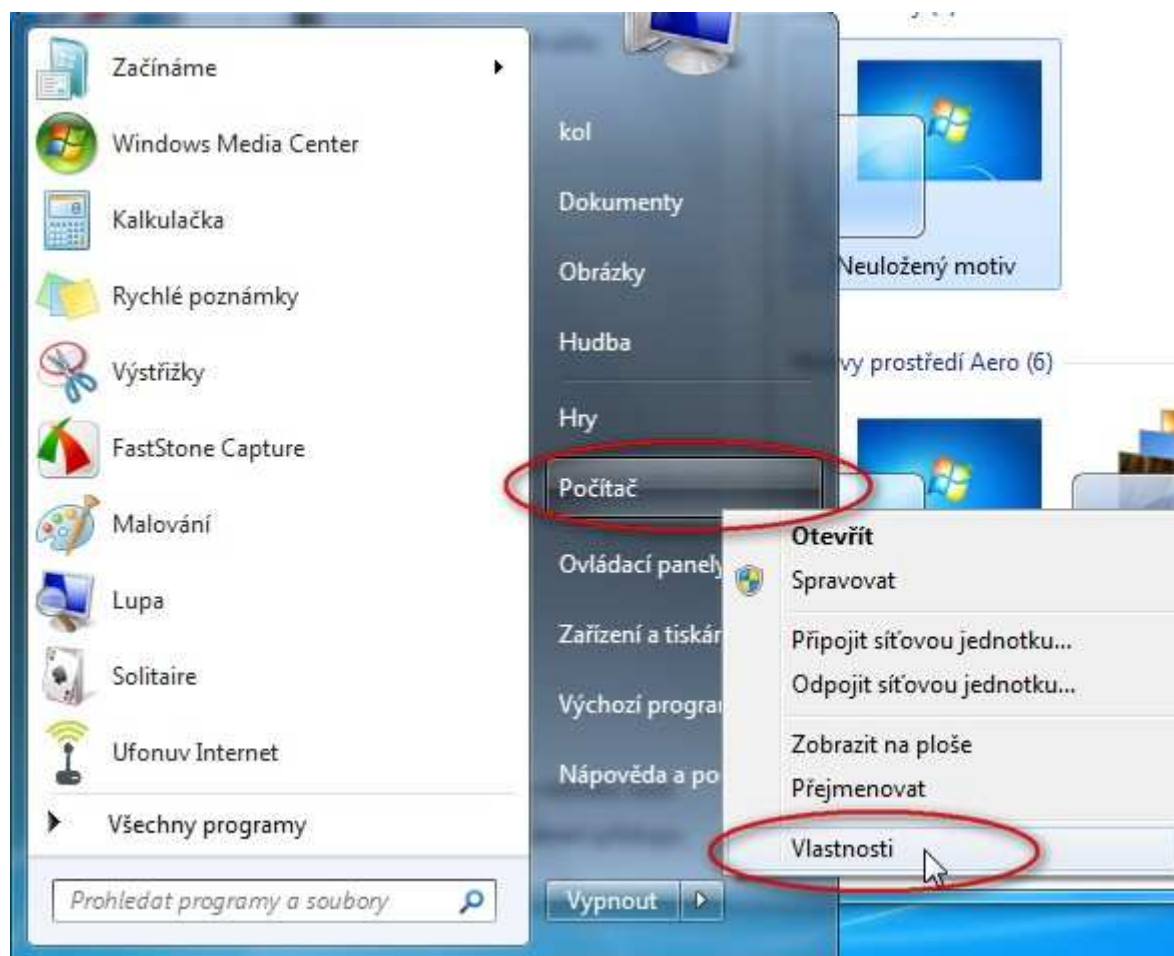 Začínáme
Windows Media Center
Kalkulačka
Rychlé poznámky
Výstřižky
FastStone Capture
Malování
Lupa
Solitaire
Ufonuv Internet
Všechny programy
Prohledat programy a soubory
kol
Dokumenty
Obrázky
Hudba
Hry
Počítač
Ovládací panely
Zařízení a tiskár
Výchozí progra
Nápověda a po
Vypnout
Otevřít
Spravovat
Připojit síťovou jednotku...
Odpojit síťovou jednotku...
Zobrazit na ploše
Přejmenovat
Vlastnosti
Neuložený motiv
vy prostředí Aero (6)